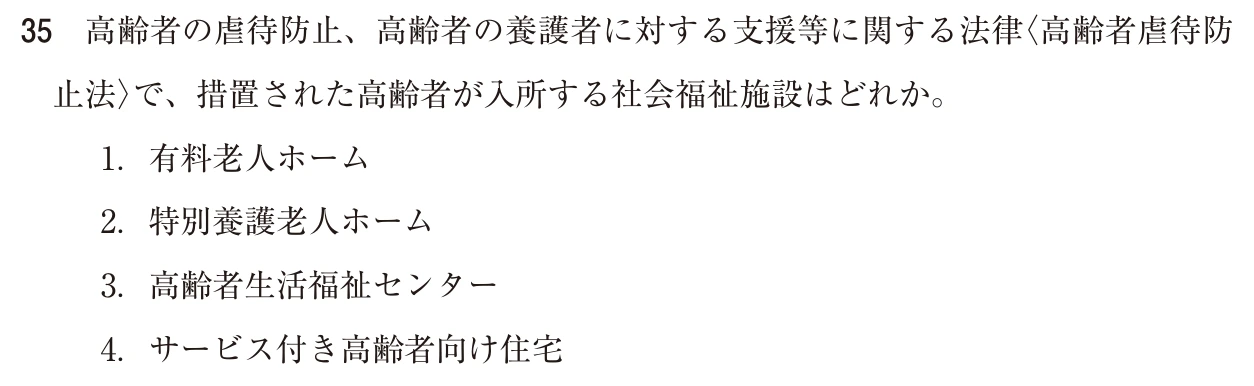 35　高齢者の虐待防止、高齢者の養護者に対する支援等に関する法律〈高齢者虐待防
止法〉で、措置された高齢者が入所する社会福祉施設はどれか。
1.　有料老人ホーム
2.　特別養護老人ホーム
3.　高齢者生活福祉センター
4.　サービス付き高齢者向け住宅